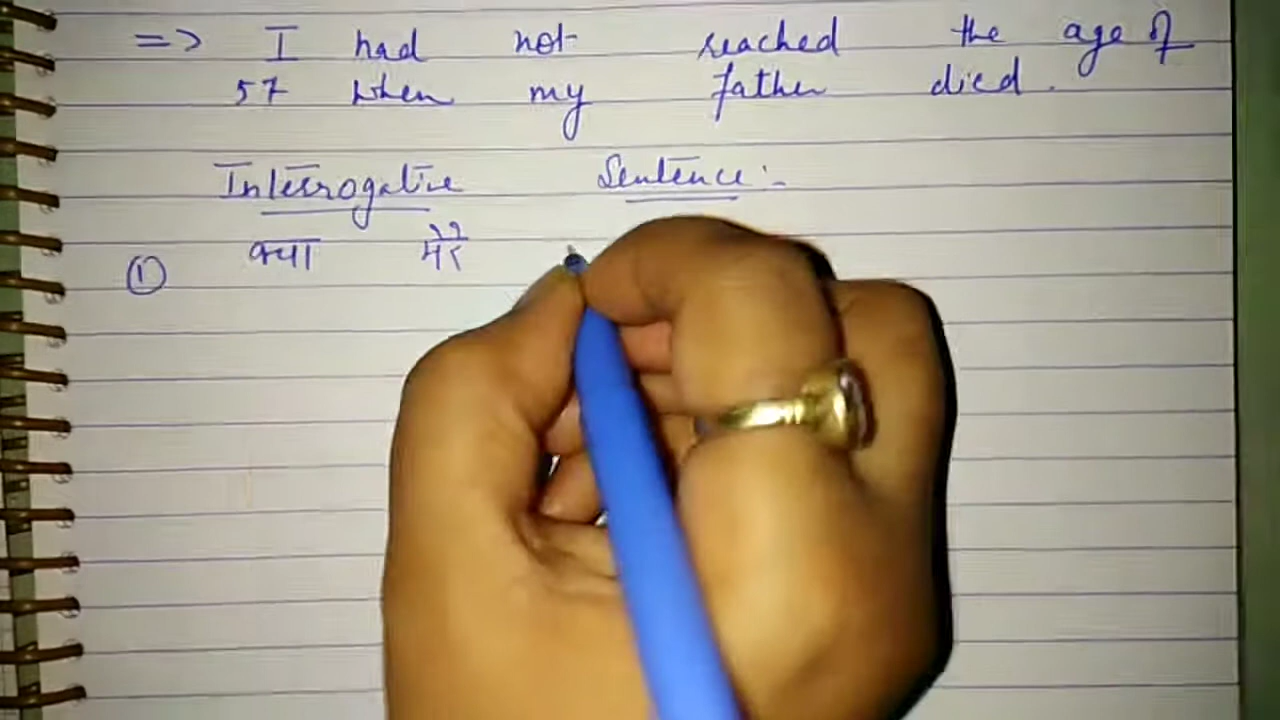 => I had not reached the age of
57 when my father died.
Interrogative Sentence :-
① क्या मेरे